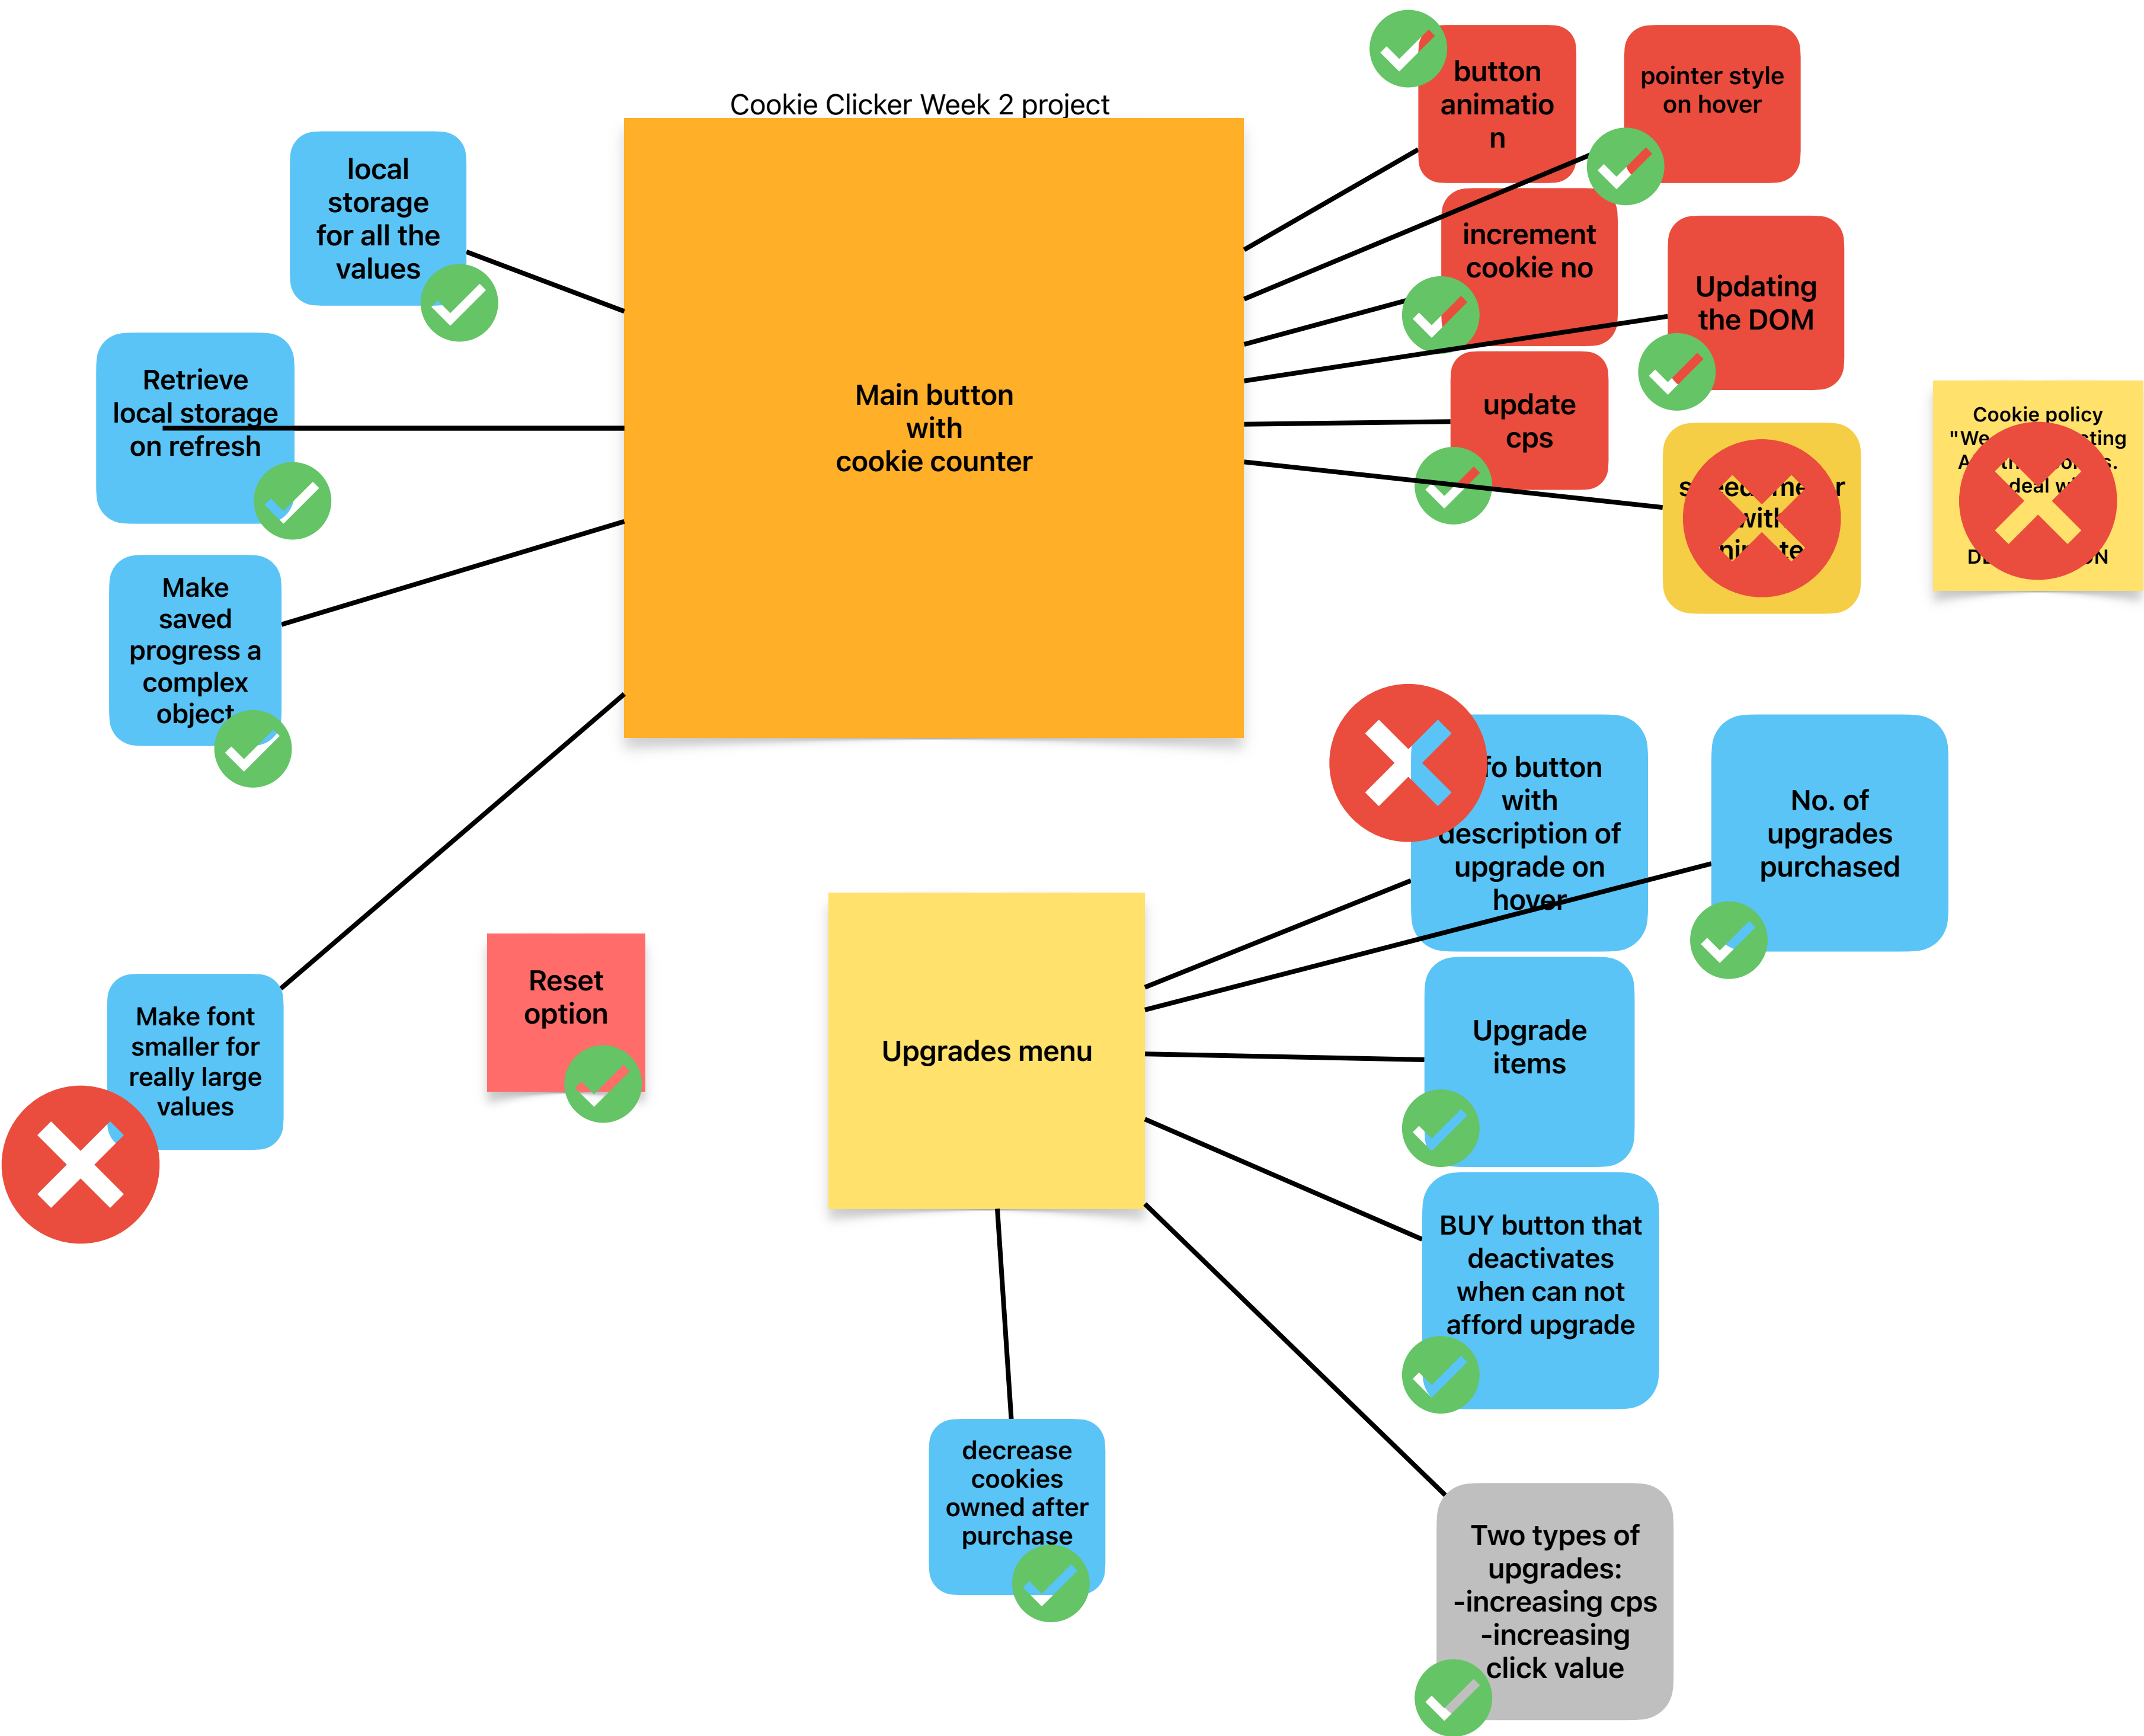 Cookie Clicker Week 2 project
local
storage
for all the
values
Retrieve
local storage
on refresh
Make
saved
progress a
complex
object
Make font
smaller for
really large
values
Main button
with
cookie counter
button
animatio
n
pointer style
on hover
increment
cookie no
Updating
the DOM
update
cps
with
Cookie policy
"We
deal
Reset
option
Upgrades menu
button
with
description of
upgrade on
hover
No. of
upgrades
purchased
Upgrade
items
BUY button that
deactivates
when can not
afford upgrade
decrease
cookies
owned after
purchase
Two types of
upgrades:
-increasing cps
-increasing
click value